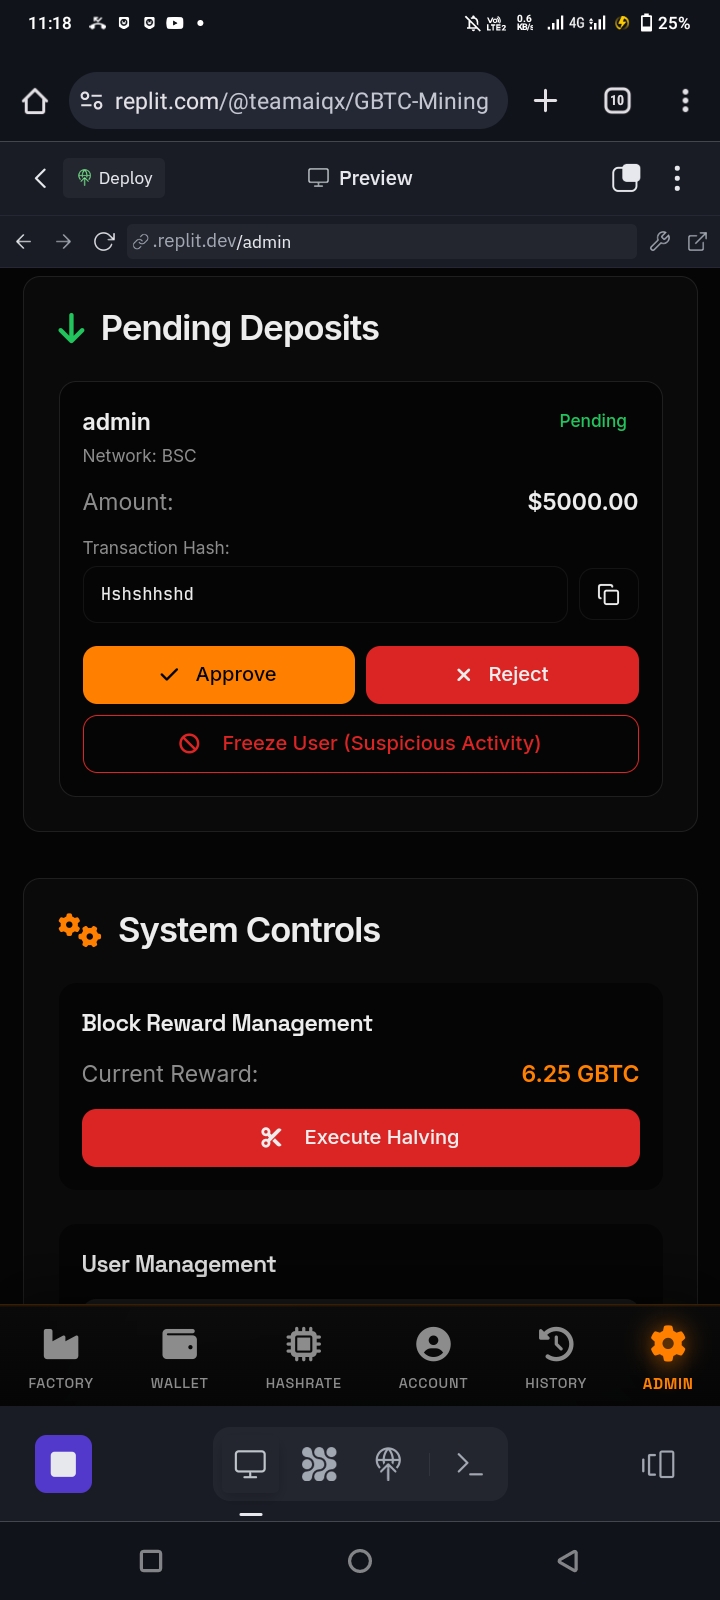 11:18
Vo)) LTE2
0.6 KB/s
4G
25%
replit.com/@teamaiqx/GBTC-Mining
10
Deploy
Preview
.replit.dev/admin
Pending Deposits
admin
Pending
Network: BSC
Amount:
$5000.00
Transaction Hash:
Hshshhshd
Approve
Reject
Freeze User (Suspicious Activity)
System Controls
Block Reward Management
Current Reward:
6.25 GBTC
Execute Halving
User Management
FACTORY
WALLET
HASHRATE
ACCOUNT
HISTORY
ADMIN